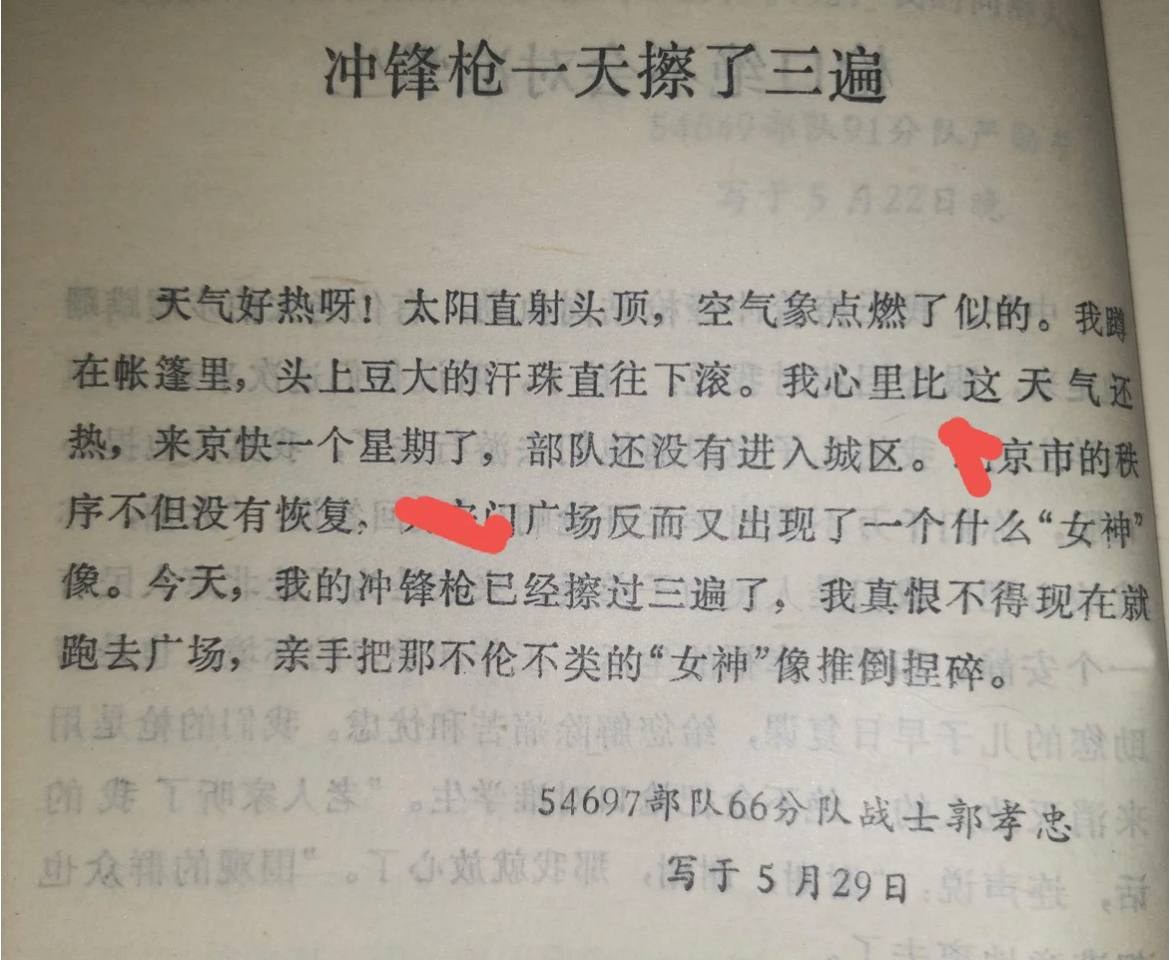 冲锋枪一天擦了三遍
天气好热呀！太阳直射头顶，空气象点燃了似的。我蹲
在帐篷里，头上豆大的汗珠直往下滚。我心里比这天气还
热，来京快一个星期了，部队还没有进入城区。京市的秩
序不但没有恢复，门广场反而又出现了一个什么“女神”
像。今天，我的冲锋枪已经擦过三遍了，我真恨不得现在就
跑去广场，亲手把那不伦不类的“女神”像推倒捏碎。
54697部队66分队战士郭孝忠
写于5月29日